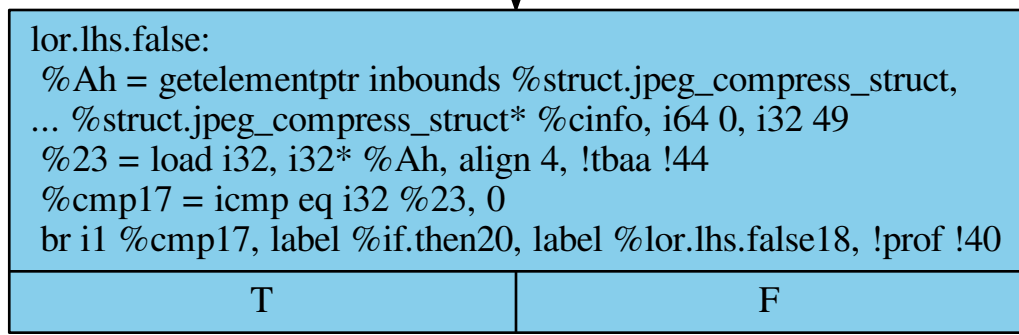 lor.lhs.false:
%Ah = getelementptr inbounds %struct.jpeg_compress_struct,
... %struct.jpeg_compress_struct* %cinfo, i64 0, i32 49
%23 = load i32, i32* %Ah, align 4, !tbaa !44
%cmp17 = icmp eq i32 %23, 0
br i1 %cmp17, label %if.then20, label %lor.lhs.false18, !prof !40
T F